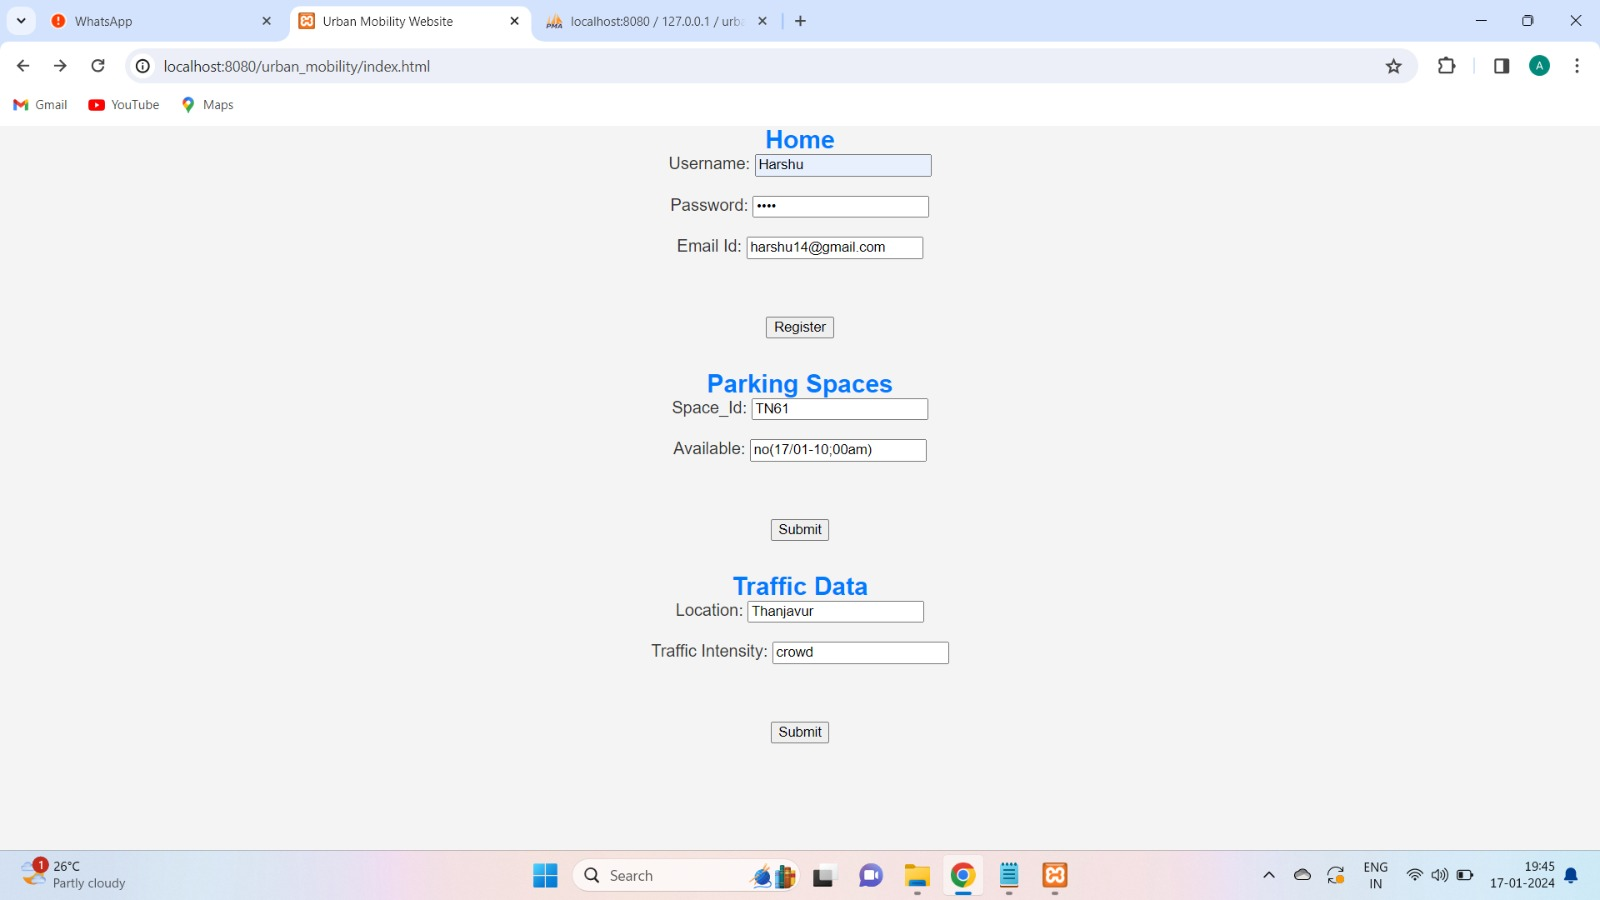 WhatsApp
Urban Mobility Website
localhost:8080 / 127.0.0.1 / urba
localhost:8080/urban_mobility/index.html
A
Gmail
YouTube
Maps
Home
Username: Harshu
Password: ••••
Email Id: harshu14@gmail.com
Register
Parking Spaces
Space_Id: TN61
Available: no(17/01-10;00am)
Submit
Traffic Data
Location: Thanjavur
Traffic Intensity: crowd
Submit
1
26°C
Partly cloudy
Search
ENG
IN
19:45
17-01-2024